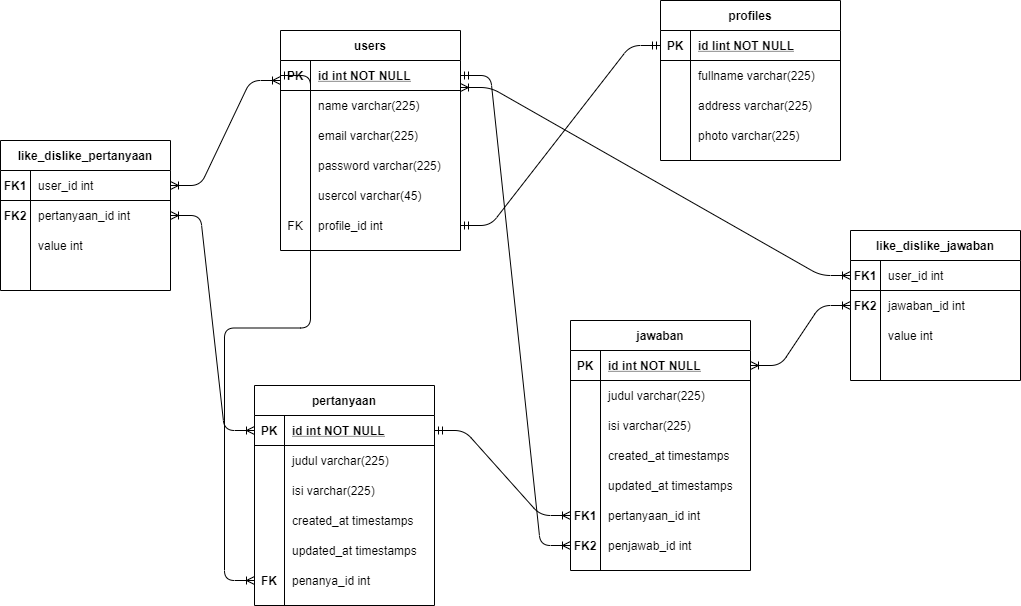 profiles
PK id Iint NOT NULL
fullname varchar(225)
address varchar(225)
photo varchar(225)
users
PK id int NOT NULL
name varchar(225)
email varchar(225)
password varchar(225)
usercol varchar(45)
FK profile_id int
like_dislike_pertanyaan
FK1 user_id int
FK2 pertanyaan_id int
value int
like_dislike_jawaban
FK1 user_id int
FK2 jawaban_id int
value int
jawaban
PK id int NOT NULL
judul varchar(225)
isi varchar(225)
created_at timestamps
updated_at timestamps
FK1 pertanyaan_id int
FK2 penjawab_id int
pertanyaan
PK id int NOT NULL
judul varchar(225)
isi varchar(225)
created_at timestamps
updated_at timestamps
FK penanya_id int